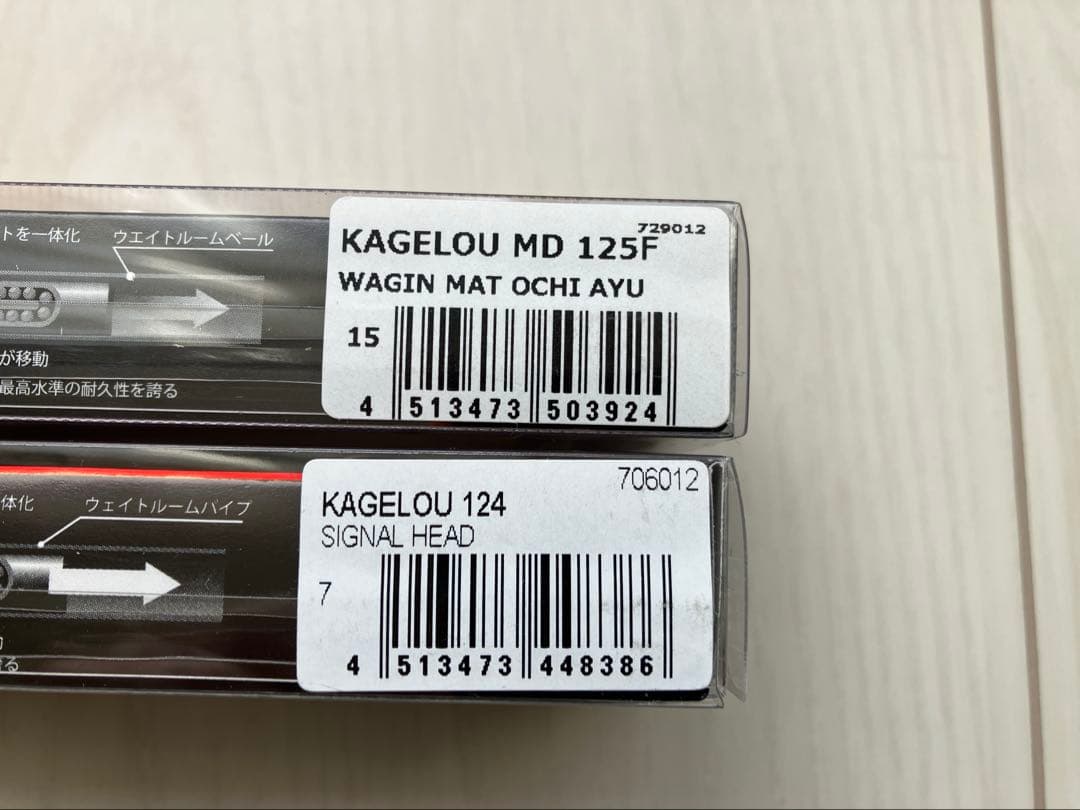 トを一体化
ウエイトルームベール
が移動
最高水準の耐久性を誇る
729012
KAGELOU MD 125F
WAGIN MAT OCHI AYU
15
4 513473 503924
体化
ウェイトルームパイプ
る
706012
KAGELOU 124
SIGNAL HEAD
7
4 513473 448386